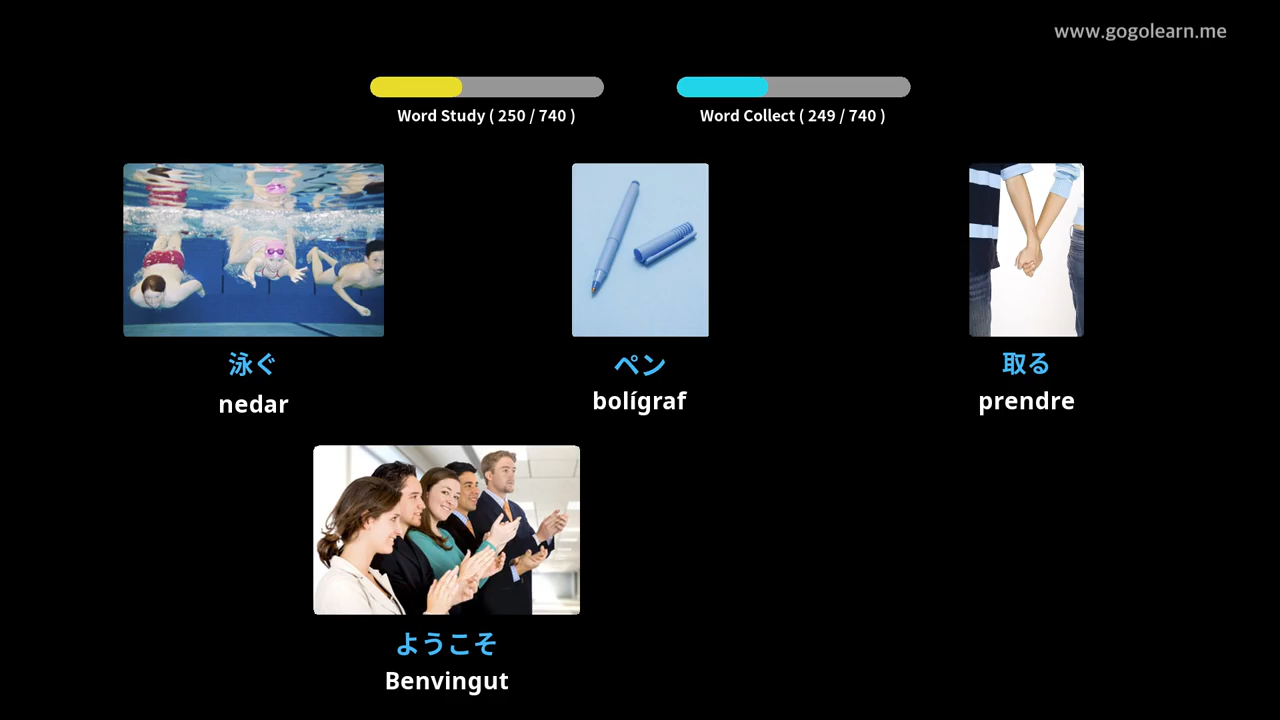 www.gogolearn.me
Word Study ( 250 / 740 )
Word Collect ( 249 / 740 )
泳ぐ
nedar
ペン
bolígraf
取る
prendre
ようこそ
Benvingut